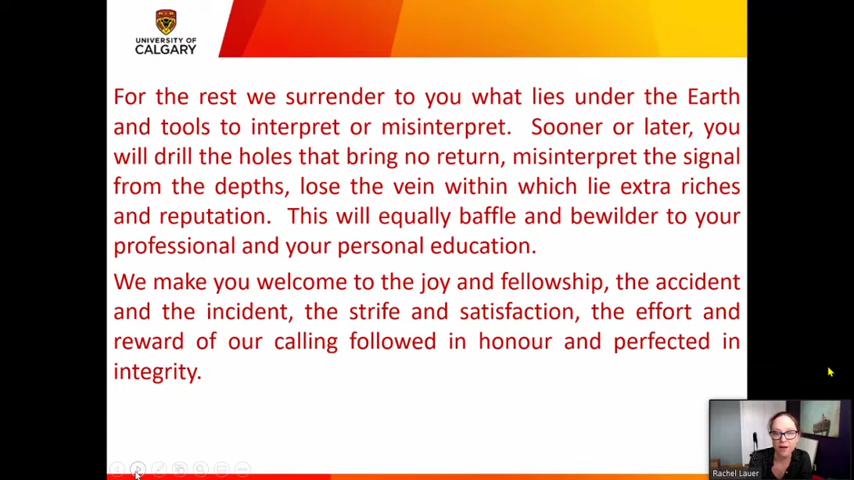 UNIVERSITY OF
CALGARY
For the rest we surrender to you what lies under the Earth
and tools to interpret or misinterpret. Sooner or later, you
will drill the holes that bring no return, misinterpret the signal
from the depths, lose the vein within which lie extra riches
and reputation. This will equally baffle and bewilder to your
professional and your personal education.
We make you welcome to the joy and fellowship, the accident
and the incident, the strife and satisfaction, the effort and
reward of our calling followed in honour and perfected in
integrity.
Rachel Lauer